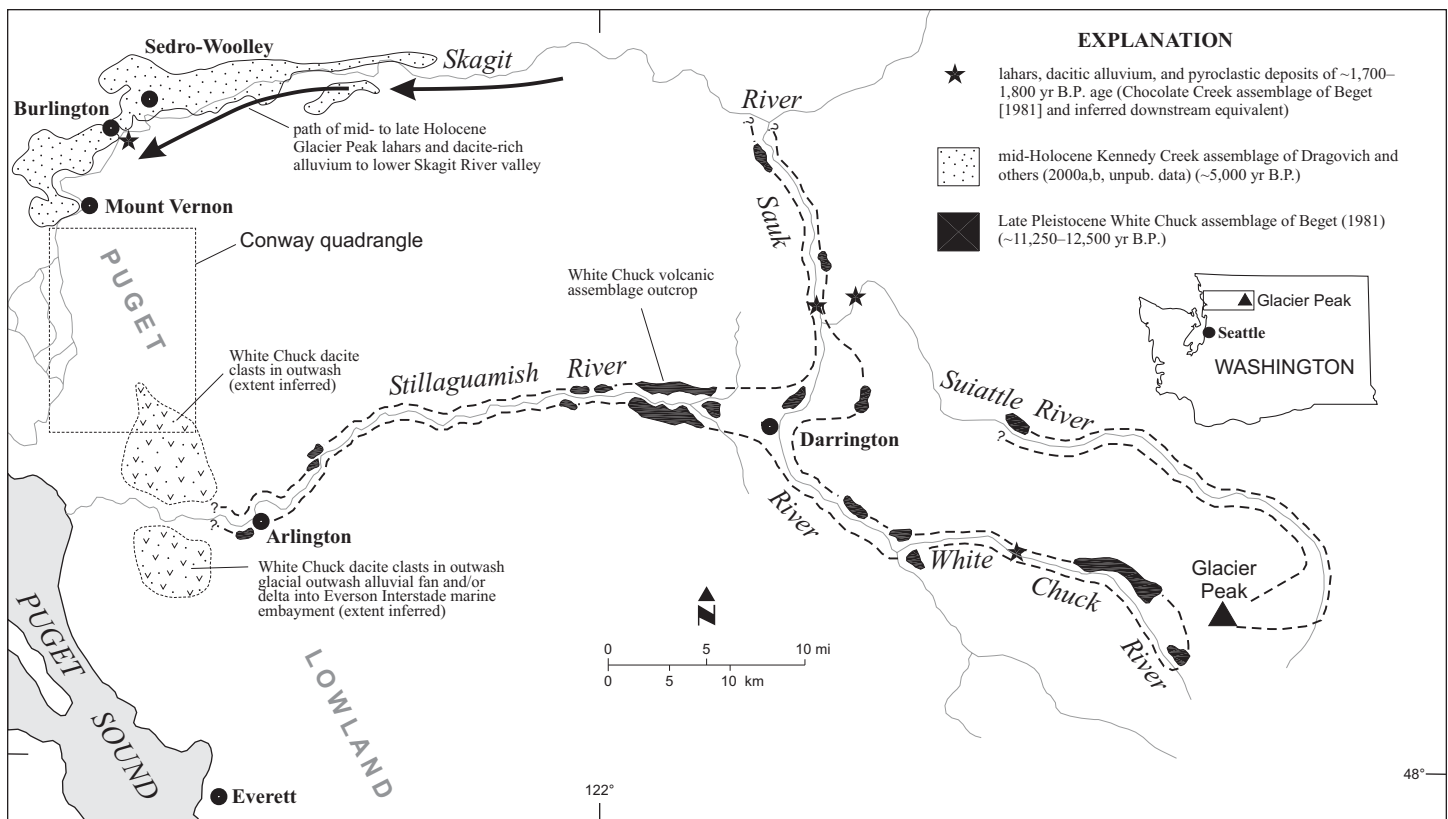 Sedro-Woolley
Skagit
Burlington
River
path of mid- to late Holocene
Glacier Peak lahars and dacite-rich
alluvium to lower Skagit River valley
Mount Vernon
EXPLANATION
lahars, dacitic alluvium, and pyroclastic deposits of ~1,700–
1,800 yr B.P. age (Chocolate Creek assemblage of Beget
[1981] and inferred downstream equivalent)
mid-Holocene Kennedy Creek assemblage of Dragovich and
others (2000a,b, unpub. data) (~5,000 yr B.P.)
Late Pleistocene White Chuck assemblage of Beget (1981)
(~11,250–12,500 yr B.P.)
?
?
Sauk
Conway quadrangle
PUGET
White Chuck volcanic
assemblage outcrop
Glacier Peak
Seattle
WASHINGTON
White Chuck dacite
clasts in outwash
(extent inferred)
Stillaguamish River
Suiattle River
Darrington
?
?
?
Arlington
River
White
Chuck
River
Glacier
Peak
White Chuck dacite clasts in outwash
glacial outwash alluvial fan and/or
delta into Everson Interstade marine
embayment (extent inferred)
N
0 5 10 mi
0 5 10 km
PUGET
SOUND
LOWLAND
Everett
122°
48°